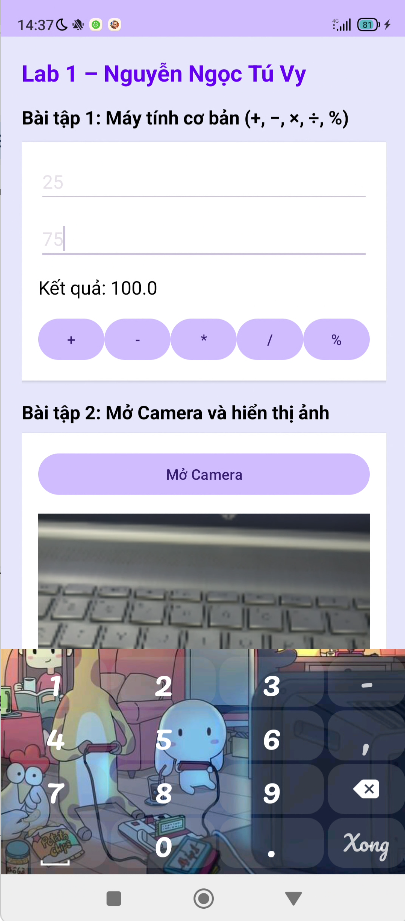 14:37
81
Lab 1 – Nguyễn Ngọc Tú Vy
Bài tập 1: Máy tính cơ bản (+, −, ×, ÷, %)
25
75
Kết quả: 100.0
+ - * / %
Bài tập 2: Mở Camera và hiển thị ảnh
Mở Camera
1 2 3 -
4 5 6 ,
7 8 9
0 . Xong